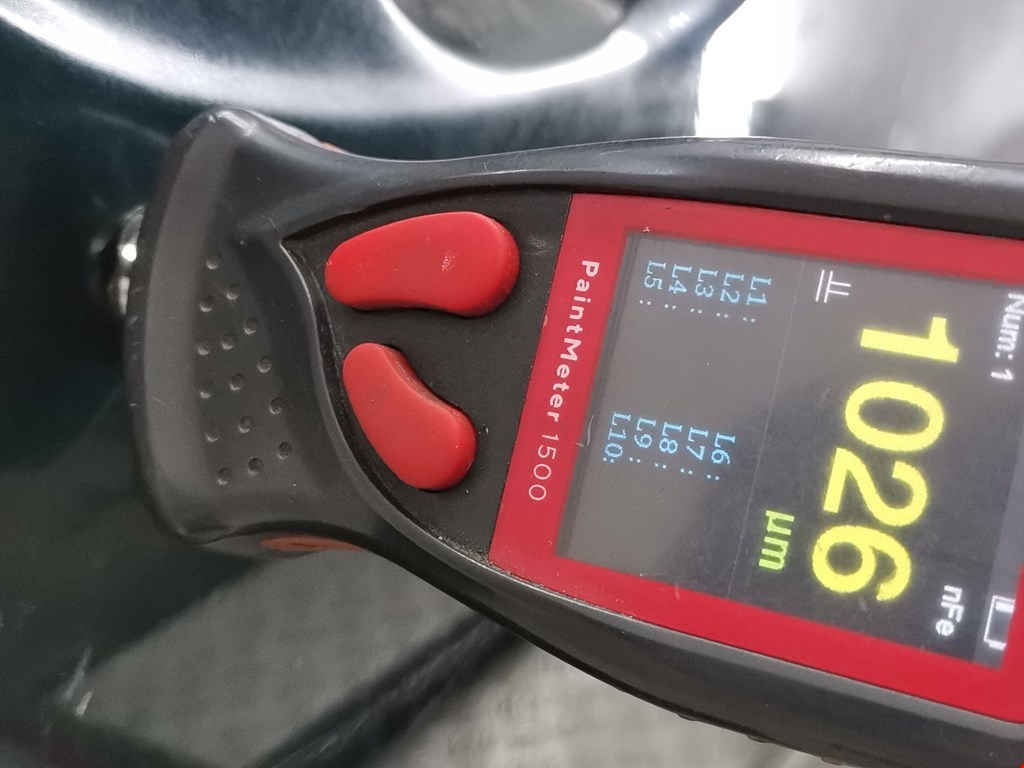 Num: 1
nFe
1026
µm
L1: L6 :
L2 : L7 :
L3 : L8 :
L4 : L9 :
L5 : L10:
PaintMeter 1500